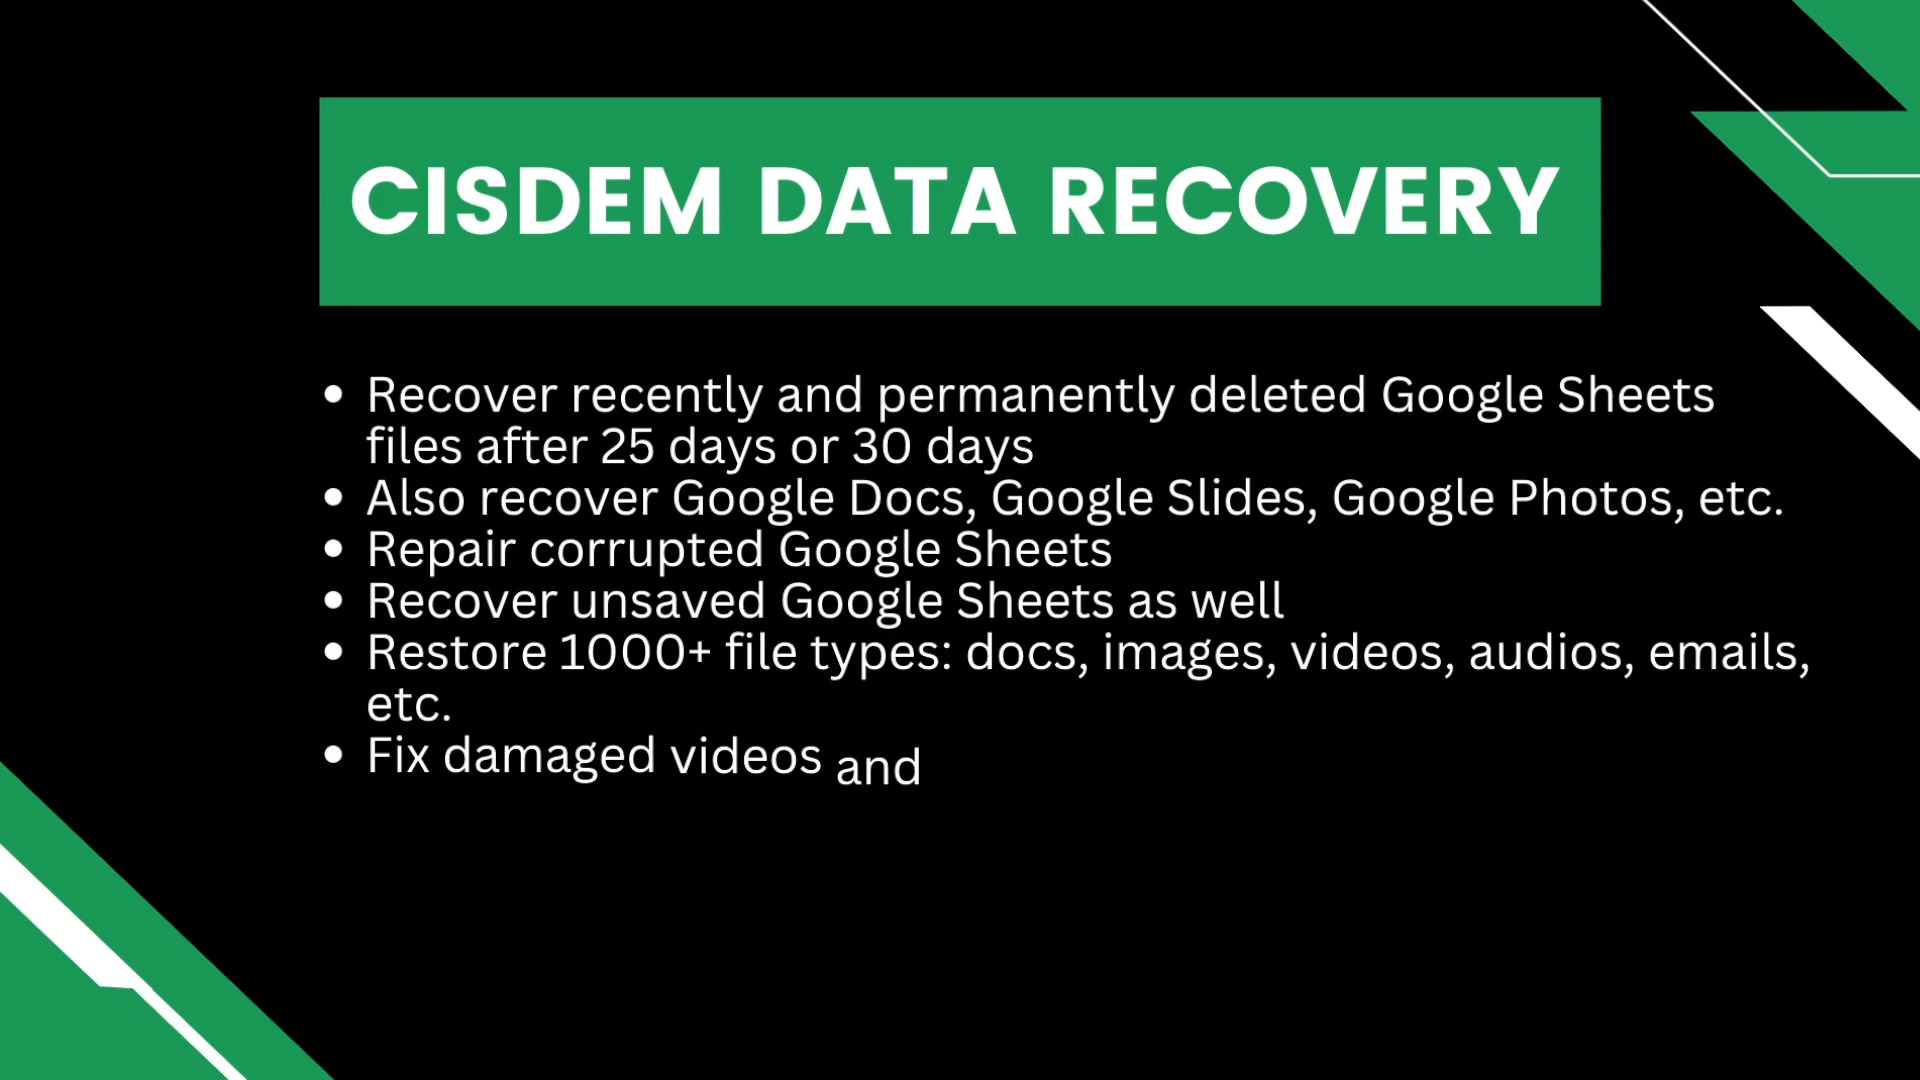 CISDEM DATA RECOVERY
• Recover recently and permanently deleted Google Sheets
files after 25 days or 30 days
• Also recover Google Docs, Google Slides, Google Photos, etc.
• Repair corrupted Google Sheets
• Recover unsaved Google Sheets as well
• Restore 1000+ file types: docs, images, videos, audios, emails,
etc.
• Fix damaged videos and